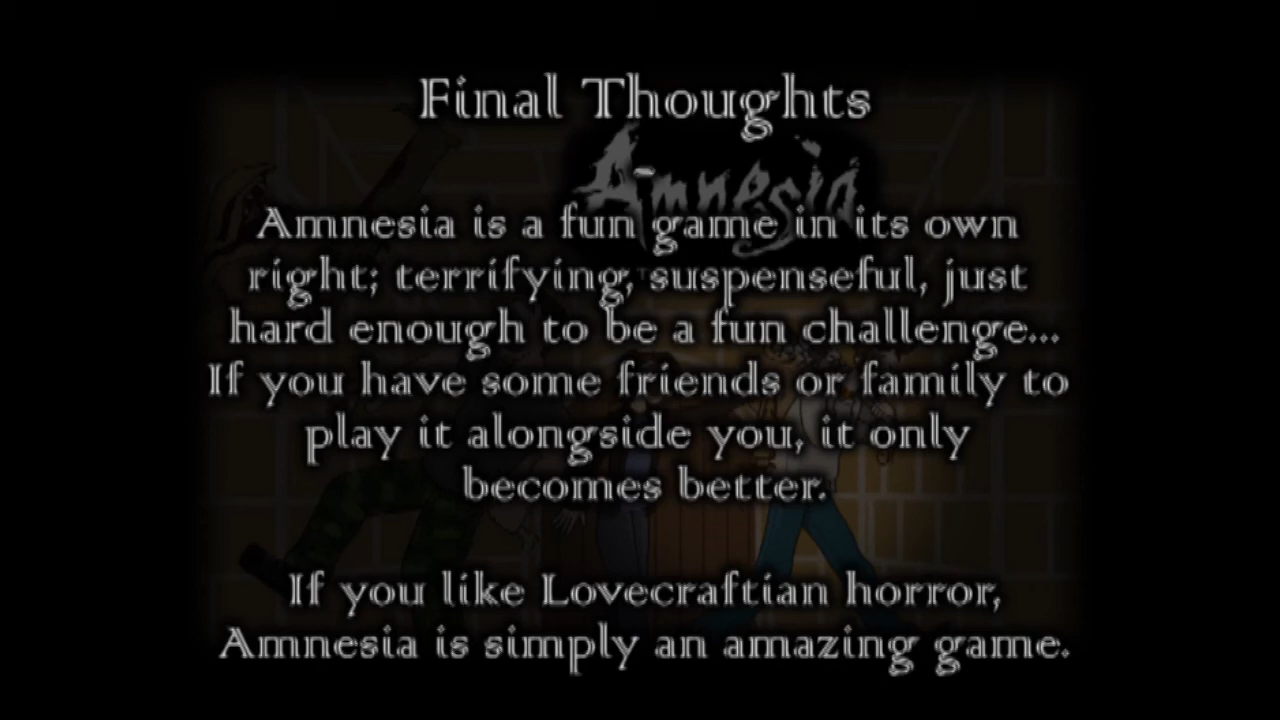 Final Thoughts
Amnesia
Amnesia is a fun game in its own
right; terrifying, suspenseful, just
hard enough to be a fun challenge...
If you have some friends or family to
play it alongside you, it only
becomes better.
If you like Lovecraftian horror,
Amnesia is simply an amazing game.